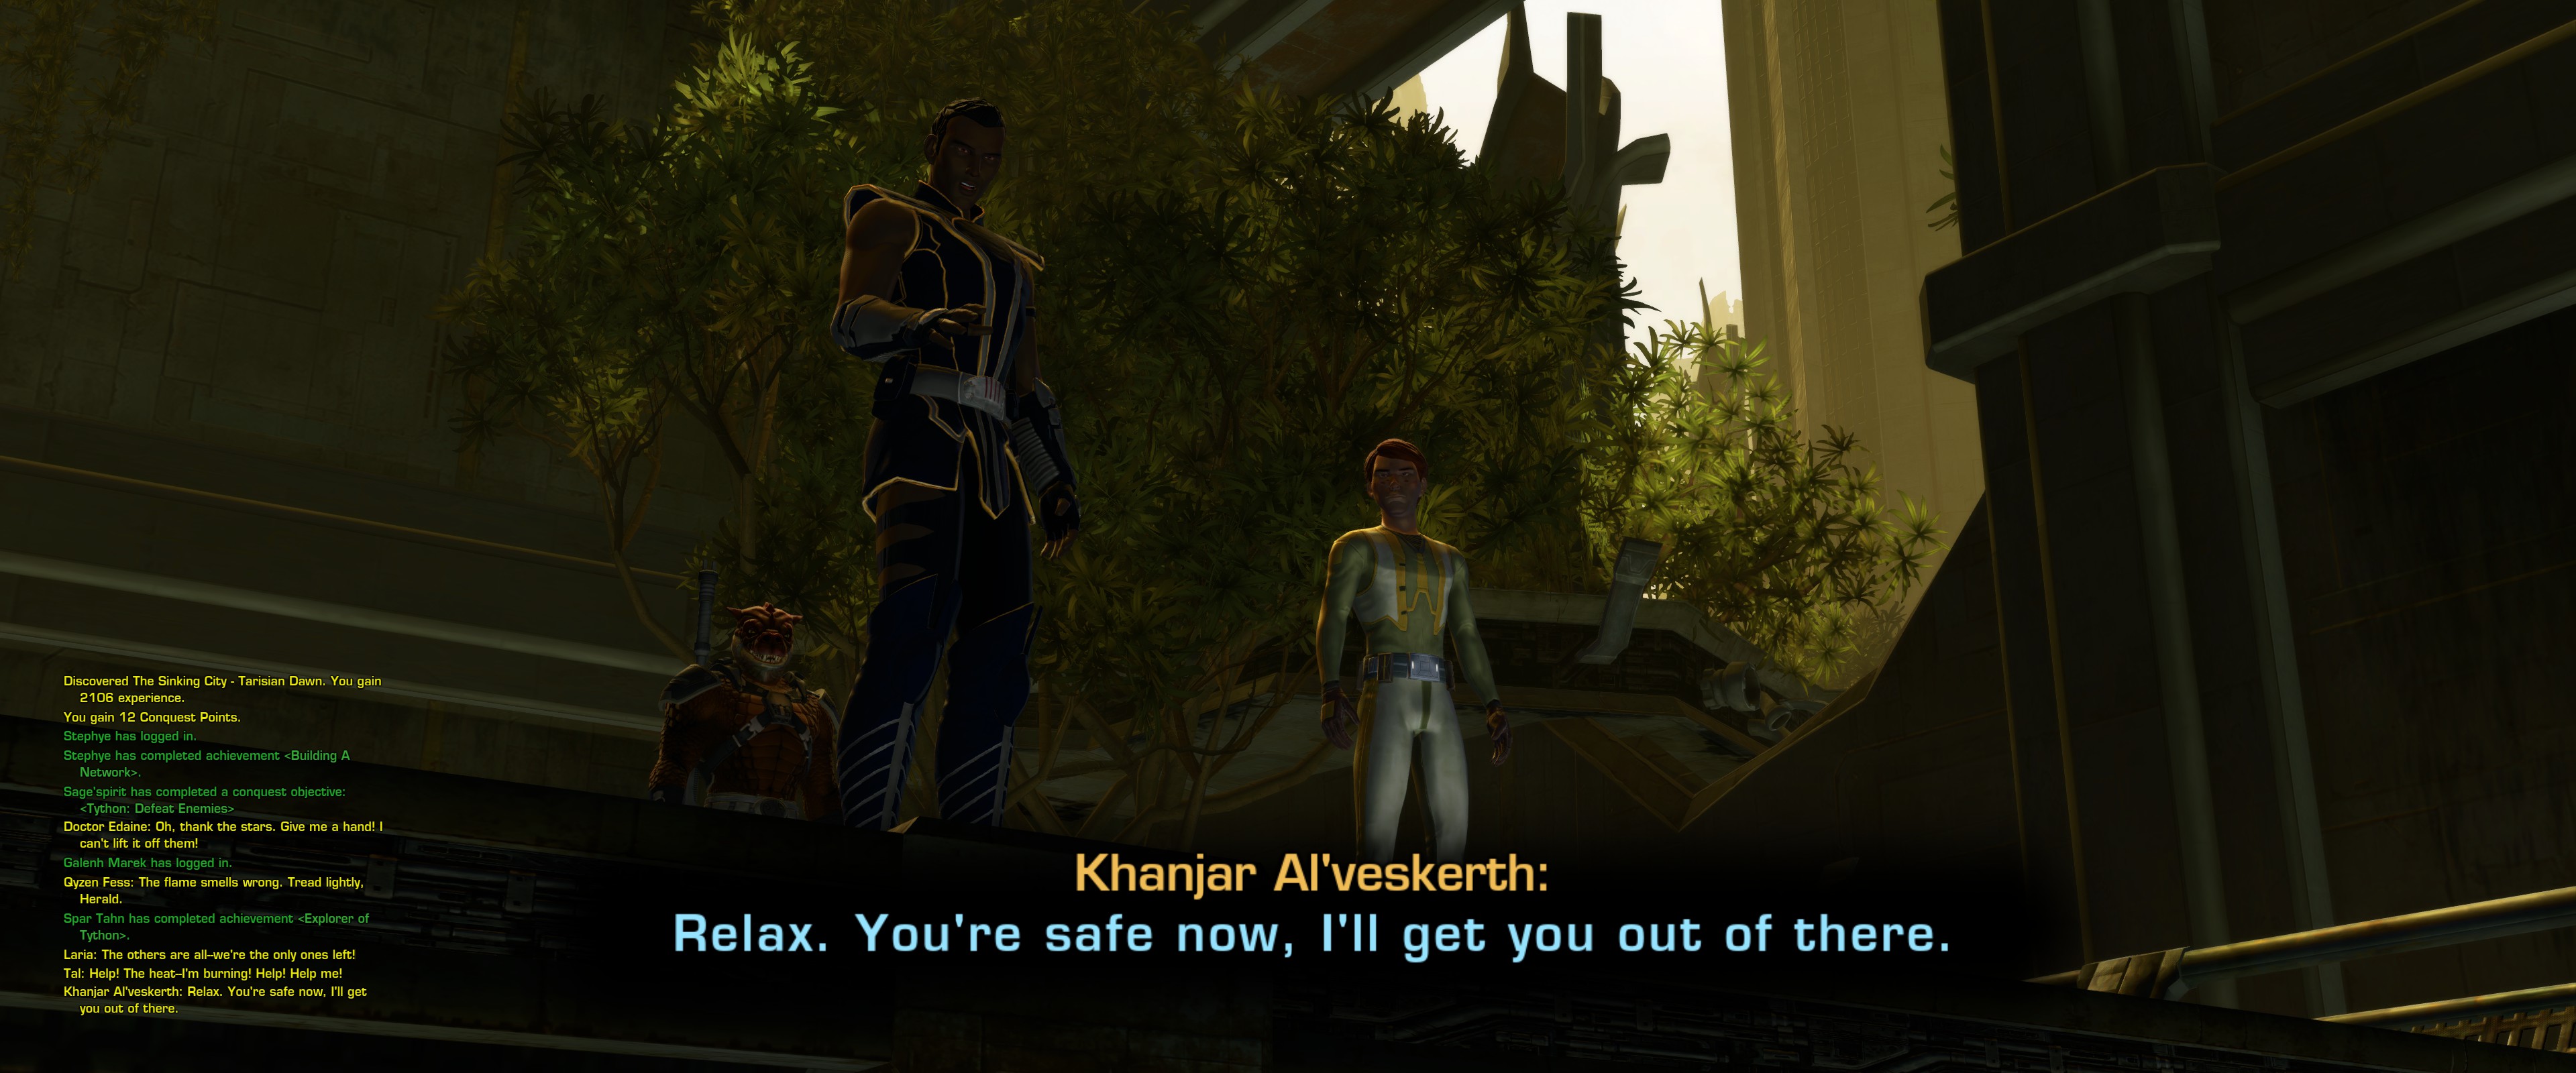 Discovered The Sinking City - Tarisian Dawn. You gain
2106 experience.
You gain 12 Conquest Points.
Stephye has logged in.
Stephye has completed achievement <Building A
Network>.
Sage'spirit has completed a conquest objective:
<Tython: Defeat Enemies>
Doctor Edaine: Oh, thank the stars. Give me a hand! I
can't lift it off them!
Galenh Marek has logged in.
Qyzen Fess: The flame smells wrong. Tread lightly,
Herald.
Spar Tahn has completed achievement <Explorer of
Tython>.
Laria: The others are all–we're the only ones left!
Tal: Help! The heat–I'm burning! Help! Help me!
Khanjar Al'veskerth: Relax. You're safe now, I'll get
you out of there.
Khanjar Al'veskerth:
Relax. You're safe now, I'll get you out of there.